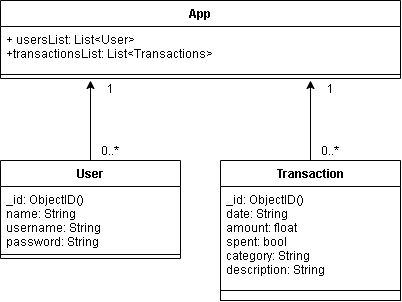 App
+ usersList: List<User>
+transactionsList: List<Transactions>
1
1
0..*
0..*
User
_id: ObjectID()
name: String
username: String
password: String
Transaction
_id: ObjectID()
date: String
amount: float
spent: bool
category: String
description: String